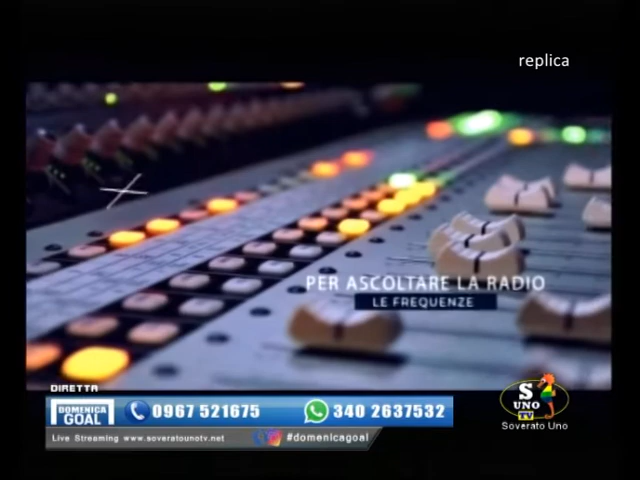 replica
PER ASCOLTARE LA RADIO
LE FREQUENZE
DIRETTA
DOMENICA
GOAL
0967 521675
340 2637532
Live Streaming www.soveratounotv.net
#domenicagoal
S
UNO
TV
Soverato Uno